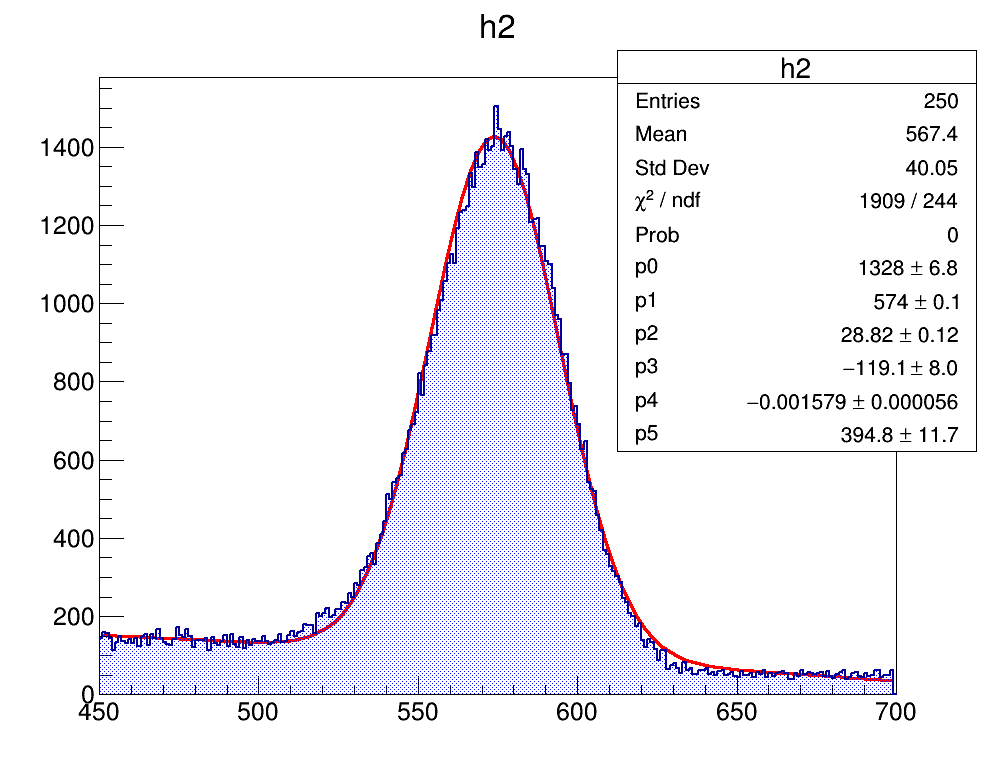 h2
h2
Entries 250
Mean 567.4
Std Dev 40.05
χ² / ndf 1909 / 244
Prob 0
p0 1328 ± 6.8
p1 574 ± 0.1
p2 28.82 ± 0.12
p3 −119.1 ± 8.0
p4 −0.001579 ± 0.000056
p5 394.8 ± 11.7
1400
1200
1000
800
600
400
200
0
450 500 550 600 650 700